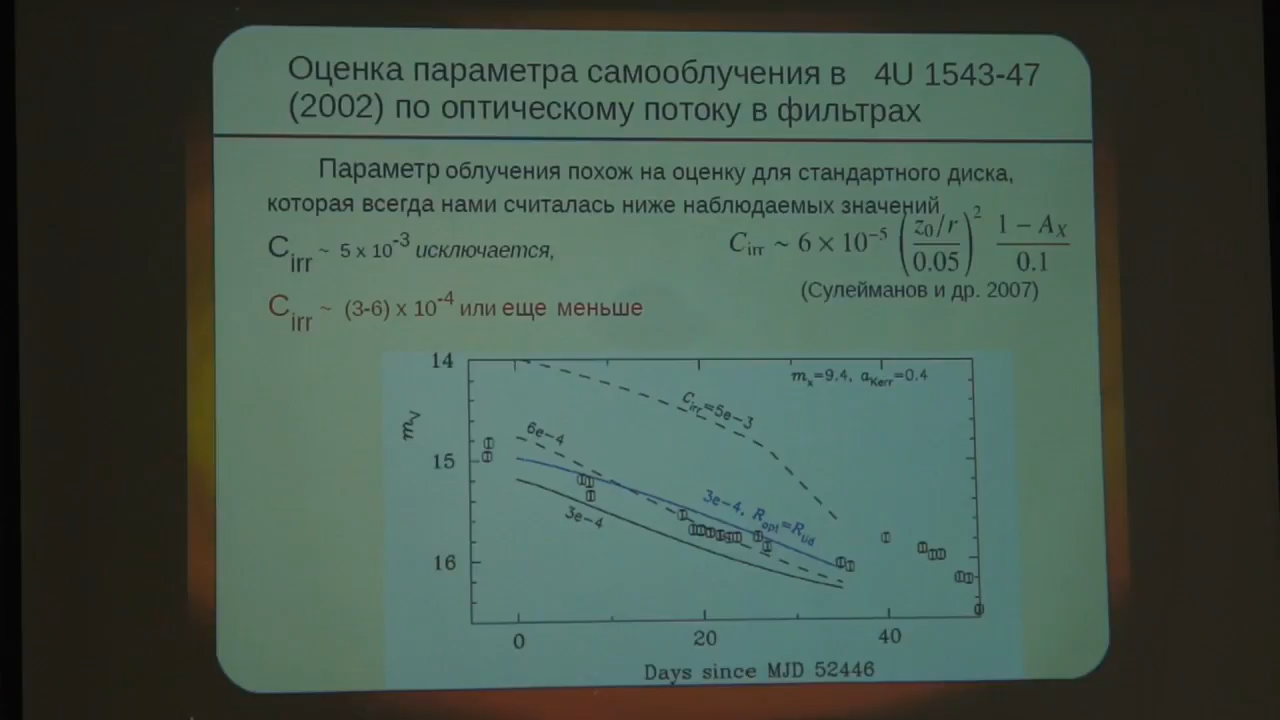 Оценка параметра самооблучения в 4U 1543-47
(2002) по оптическому потоку в фильтрах
Параметр облучения похож на оценку для стандартного диска,
которая всегда нами считалась ниже наблюдаемых значений
C_irr ~ 5 x 10^-3 исключается,
C_irr ~ 6 × 10^−5 ((z_0/r)/0.05)^2 (1 − A_X)/0.1
(Сулейманов и др. 2007)
C_irr ~ (3-6) x 10^-4 или еще меньше
14
m_x=9.4, a_Kerr=0.4
C_irr=5e−3
m_V
6e−4
15
3e−4, R_opt=R_tid
3e−4
16
0 20 40
Days since MJD 52446